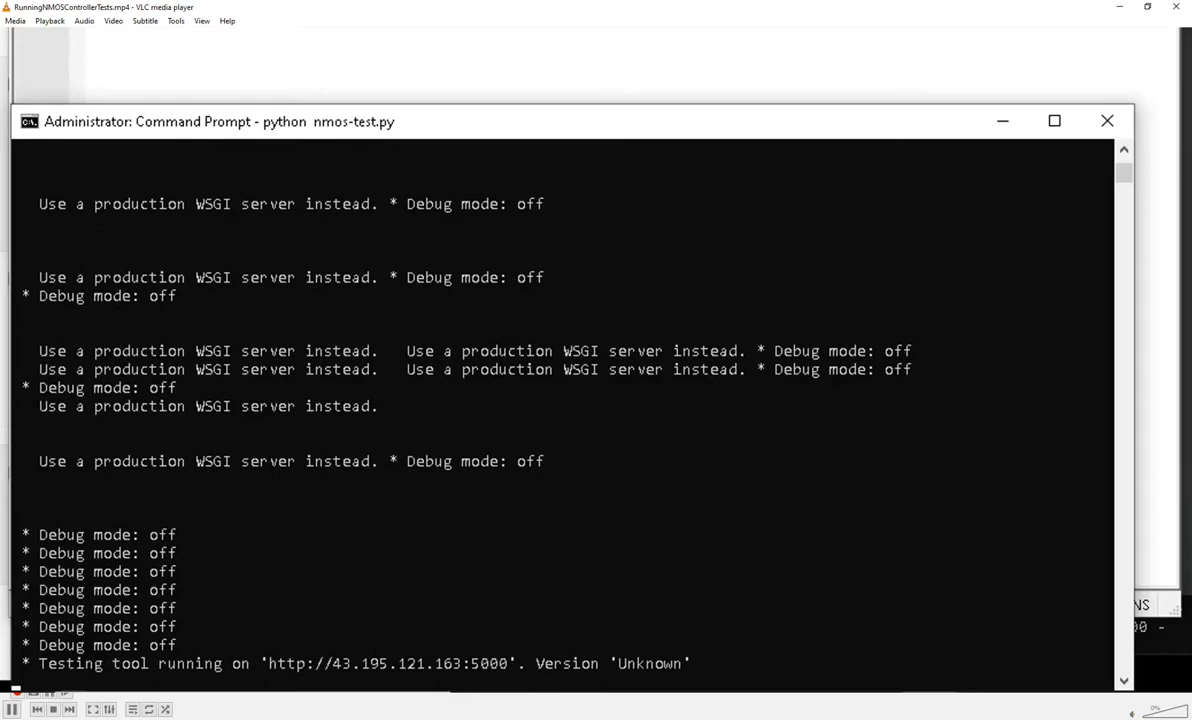 RunningNMOSControllerTests.mp4 - VLC media player
Media Playback Audio Video Subtitle Tools View Help
Administrator: Command Prompt - python nmos-test.py
Use a production WSGI server instead. * Debug mode: off
Use a production WSGI server instead. * Debug mode: off
* Debug mode: off
Use a production WSGI server instead. Use a production WSGI server instead. * Debug mode: off
Use a production WSGI server instead. Use a production WSGI server instead. * Debug mode: off
* Debug mode: off
Use a production WSGI server instead.
Use a production WSGI server instead. * Debug mode: off
* Debug mode: off
* Debug mode: off
* Debug mode: off
* Debug mode: off
* Debug mode: off
* Debug mode: off
* Debug mode: off
* Testing tool running on 'http://43.195.121.163:5000'. Version 'Unknown'
NS
00 -
0%